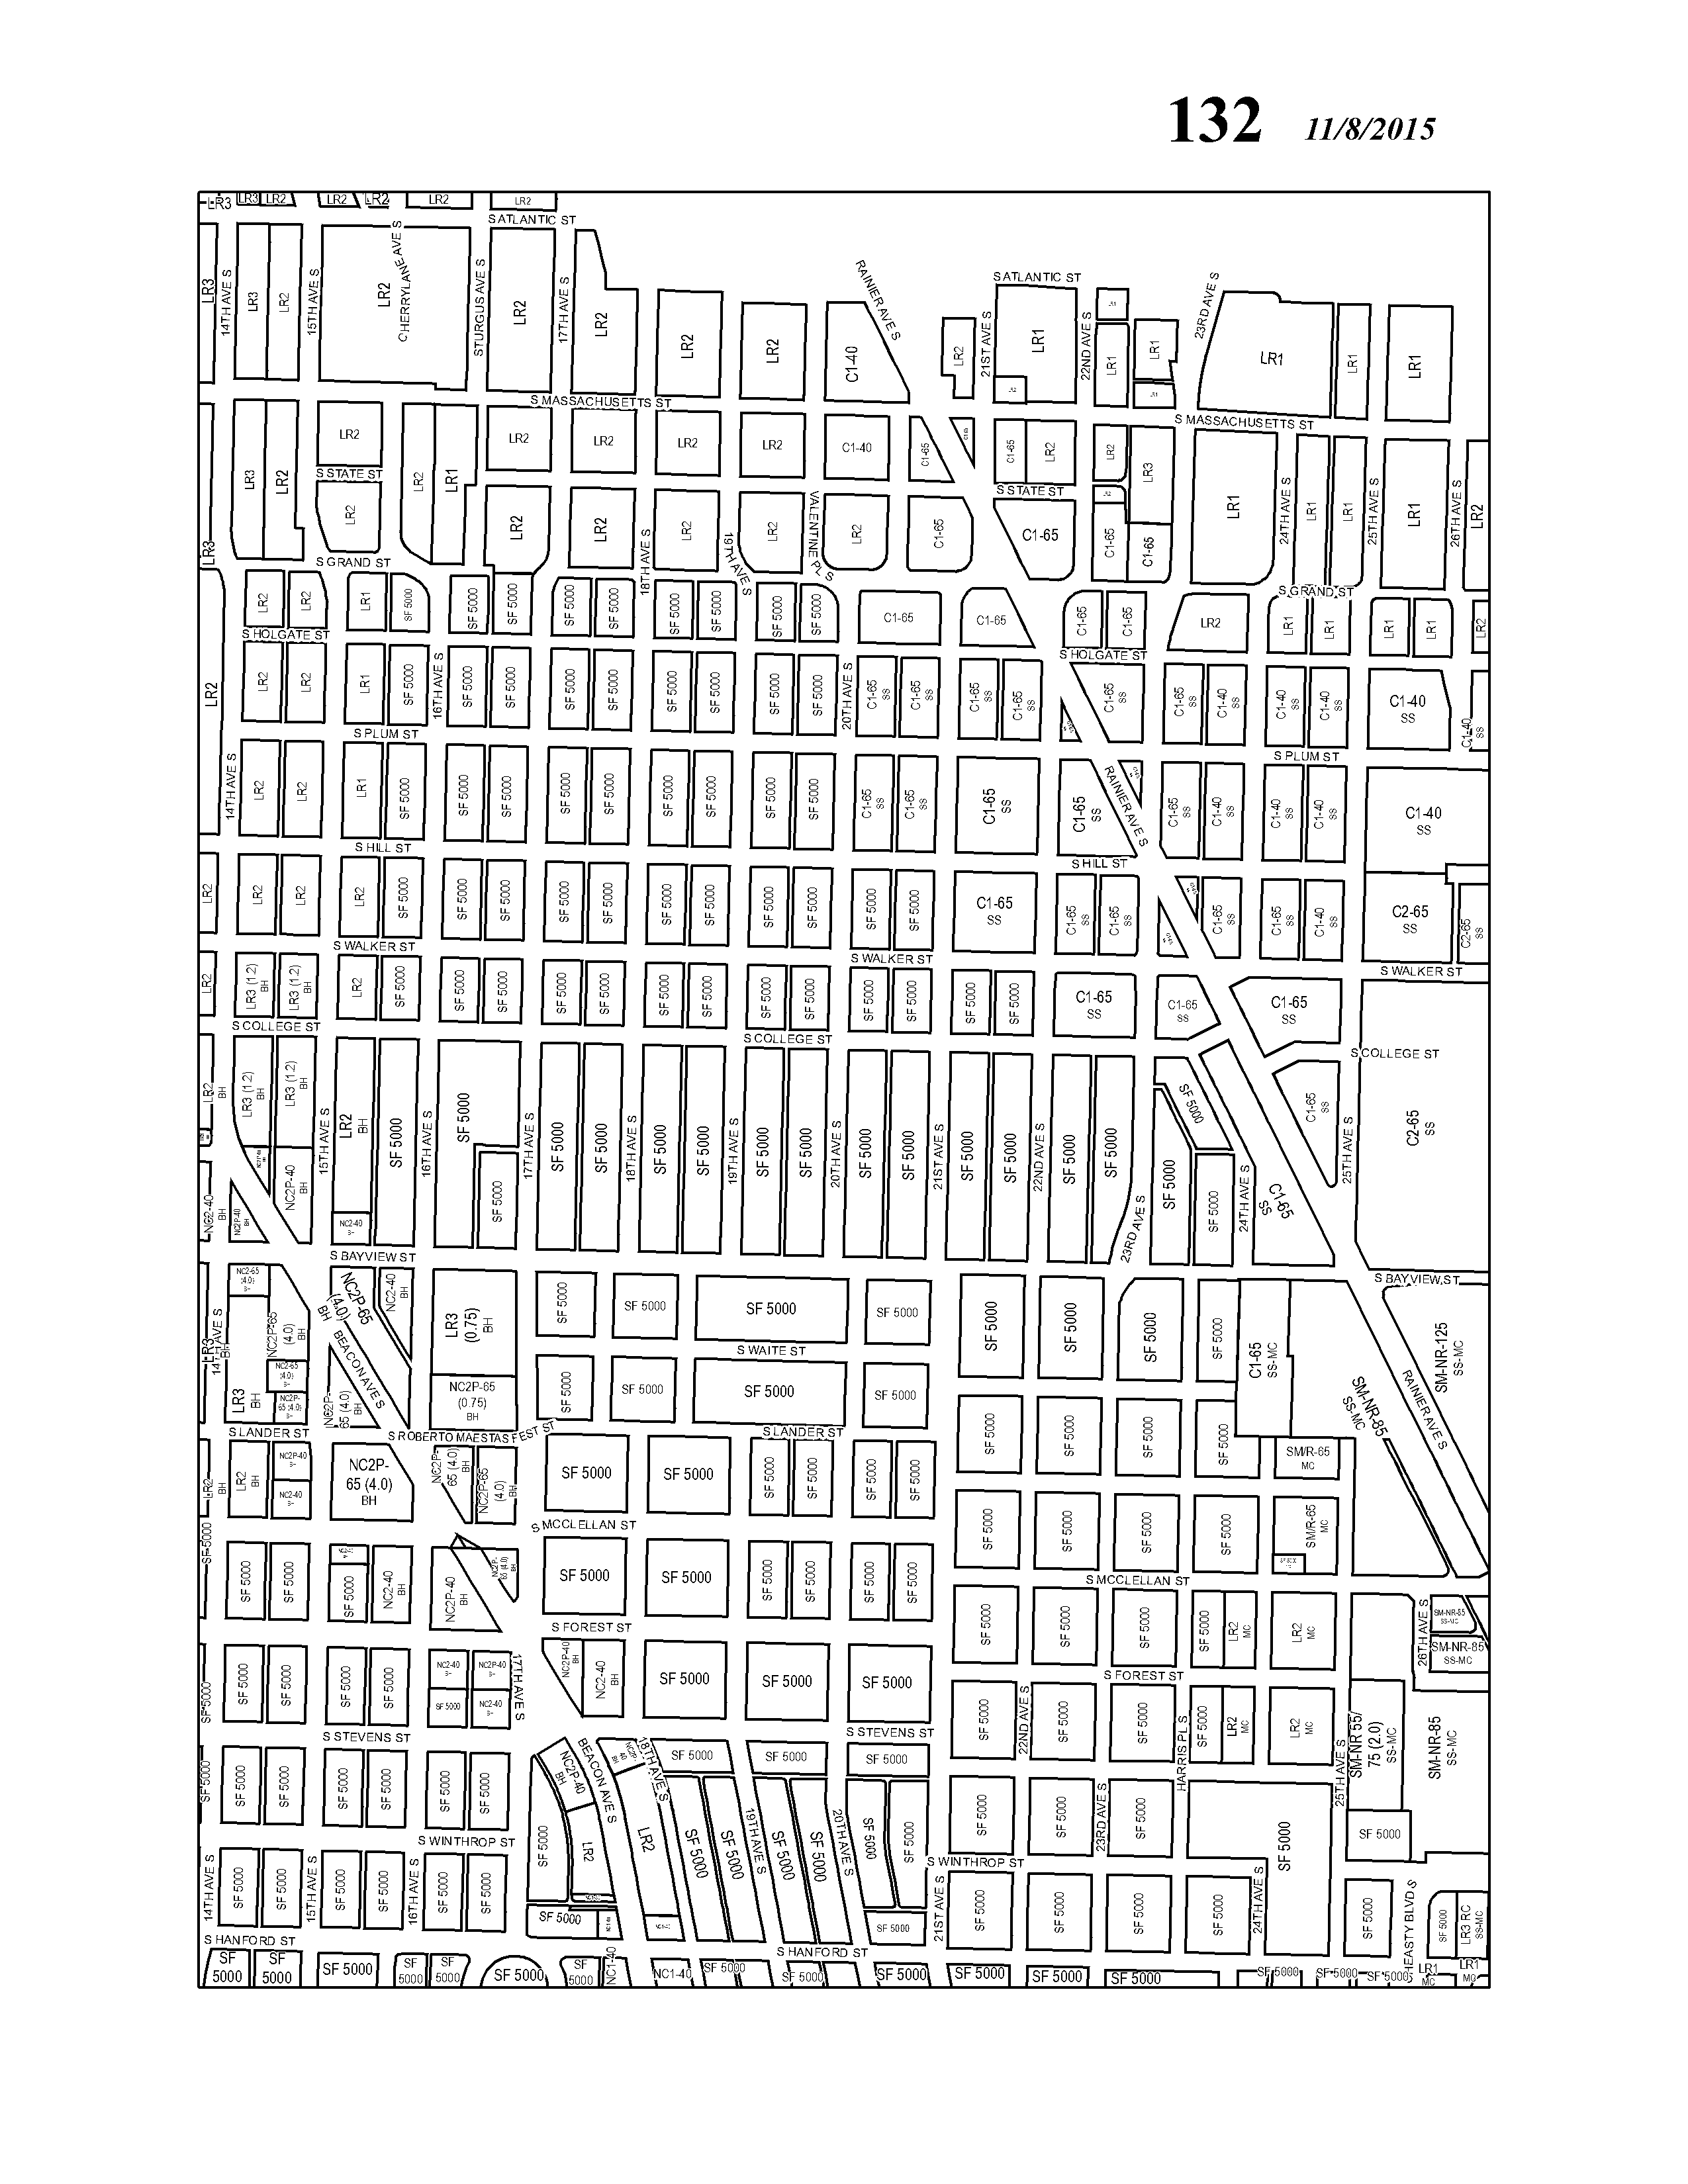 132 11/8/2015
LR3 LR3 LR2 LR2 LR2 LR2 LR2
S ATLANTIC ST
LR3 14TH AVE S LR3 LR2 15TH AVE S LR2 CHERRYLANE AVE S STURGUS AVE S LR2 17TH AVE S LR2 LR2 LR2 C1-40 RAINIER AVE S
S ATLANTIC ST
LR2 21ST AVE S LR1 22ND AVE S LR1 LR1 23RD AVE S LR1 LR1 LR1
S MASSACHUSETTS ST
S MASSACHUSETTS ST
LR3 LR2 LR2 LR2 LR1 LR2 LR2 LR2 LR2 C1-40 C1-65 C1-65 LR2 LR2 LR3 LR1 24TH AVE S LR1 LR1 25TH AVE S LR1 26TH AVE S LR2
S STATE ST
S STATE ST
LR3 LR2 LR2 LR2 18TH AVE S LR2 19TH AVE S LR2 VALENTINE PL S LR2 C1-65 C1-65 C1-65 C1-65
S GRAND ST
S GRAND ST
LR2 LR2 LR1 SF 5000 SF 5000 SF 5000 SF 5000 SF 5000 SF 5000 SF 5000 SF 5000 SF 5000 C1-65 C1-65 C1-65 C1-65 LR2 LR1 LR1 LR1 LR1 LR2
S HOLGATE ST
S HOLGATE ST
LR2 LR2 LR2 LR1 SF 5000 16TH AVE S SF 5000 SF 5000 SF 5000 SF 5000 SF 5000 SF 5000 SF 5000 SF 5000 20TH AVE S C1-65 SS C1-65 SS C1-65 SS C1-65 SS C1-65 SS C1-65 SS C1-40 SS C1-40 SS C1-40 SS C1-40 SS C1-40 SS
S PLUM ST
S PLUM ST
14TH AVE S LR2 LR2 LR1 SF 5000 SF 5000 SF 5000 SF 5000 SF 5000 SF 5000 SF 5000 SF 5000 SF 5000 C1-65 SS C1-65 SS C1-65 SS C1-65 SS RAINIER AVE S C1-65 SS C1-40 SS C1-40 SS C1-40 SS C1-40 SS
S HILL ST
S HILL ST
LR2 LR2 LR2 LR2 SF 5000 SF 5000 SF 5000 SF 5000 SF 5000 SF 5000 SF 5000 SF 5000 SF 5000 SF 5000 SF 5000 C1-65 SS C1-65 SS C1-65 SS C1-65 SS C1-65 SS C1-40 SS C2-65 SS C2-65 SS
S WALKER ST
S WALKER ST
S WALKER ST
LR2 LR3 (1.2) BH LR3 (1.2) BH LR2 SF 5000 SF 5000 SF 5000 SF 5000 SF 5000 SF 5000 SF 5000 SF 5000 SF 5000 SF 5000 SF 5000 SF 5000 SF 5000 C1-65 SS C1-65 SS C1-65 SS
S COLLEGE ST
S COLLEGE ST
S COLLEGE ST
LR2 BH LR3 (1.2) BH LR3 (1.2) BH 15TH AVE S LR2 BH SF 5000 16TH AVE S SF 5000 17TH AVE S SF 5000 SF 5000 18TH AVE S SF 5000 SF 5000 19TH AVE S SF 5000 SF 5000 20TH AVE S SF 5000 SF 5000 21ST AVE S SF 5000 SF 5000 22ND AVE S SF 5000 SF 5000 SF 5000 C1-65 SS 25TH AVE S C2-65 SS
NC2-40 BH NC2P-40 BH NC2P-40 BH NC2-40 SF 5000 23RD AVE S SF 5000 SF 5000 24TH AVE S C1-65 SS
S BAYVIEW ST
S BAYVIEW ST
NC2-65 (4.0) NC2P-65 (4.0) BH NC2P-65 (4.0) BH NC2-40 BH LR3 (0.75) BH SF 5000 SF 5000 SF 5000 SF 5000 SF 5000 SF 5000 SF 5000 SF 5000 C1-65 SS-MC SM-NR-125 SS-MC
14TH AVE S LR3 BH BEACON AVE S
S WAITE ST
LR3 BH NC2-65 (4.0) NC2P-65 (4.0) NC2P-65 (4.0) BH NC2P-65 (0.75) BH SF 5000 SF 5000 SF 5000 SF 5000 SF 5000 SF 5000 SF 5000 SF 5000 SM-NR-85 SS-MC RAINIER AVE S
S LANDER ST
S ROBERTO MAESTAS FEST ST
S LANDER ST
LR2 BH LR2 BH NC2P-40 NC2-40 NC2P-65 (4.0) BH NC2P-65 (4.0) BH NC2P-65 (4.0) BH SF 5000 SF 5000 SF 5000 SF 5000 SF 5000 SF 5000 SM/R-65 MC
S MCCLELLAN ST
SF 5000 SF 5000 SF 5000 SF 5000 SM/R-65 MC
S MCCLELLAN ST
SF 5000 SF 5000 SF 5000 SF 5000 NC2-40 BH NC2P-40 BH NC2P-65 (4.0) BH SF 5000 SF 5000 SF 5000 SF 5000 SF 5000 SF 5000
S FOREST ST
SF 5000 SF 5000 SF 5000 SF 5000 LR2 MC LR2 MC 26TH AVE S SM-NR-85 SS-MC SM-NR-85 SS-MC
S FOREST ST
SF 5000 SF 5000 SF 5000 SF 5000 SF 5000 NC2-40 NC2P-40 SF 5000 NC2-40 17TH AVE S NC2P-40 BH NC2-40 BH SF 5000 SF 5000 SF 5000
S STEVENS ST
S STEVENS ST
SF 5000 22ND AVE S SF 5000 SF 5000 HARRIS PL S SF 5000 LR2 MC LR2 MC 25TH AVE S SM-NR 55/75 (2.0) SS-MC SM-NR-85 SS-MC
SF 5000 SF 5000 SF 5000 SF 5000 SF 5000 SF 5000 SF 5000 NC2P-40 BH BEACON AVE S 18TH AVE S SF 5000 SF 5000 SF 5000
S WINTHROP ST
SF 5000 LR2 LR2 SF 5000 SF 5000 19TH AVE S SF 5000 SF 5000 20TH AVE S SF 5000 SF 5000 SF 5000 SF 5000 23RD AVE S SF 5000 SF 5000 SF 5000
S WINTHROP ST
14TH AVE S SF 5000 SF 5000 15TH AVE S SF 5000 SF 5000 16TH AVE S SF 5000 SF 5000 SF 5000 SF 5000 21ST AVE S SF 5000 SF 5000 SF 5000 SF 5000 24TH AVE S SF 5000 CHEASTY BLVD S SF 5000 LR3 RC SS-MC
S HANFORD ST
S HANFORD ST
SF 5000 SF 5000 SF 5000 SF 5000 SF 5000 SF 5000 SF 5000 NC1-40 NC1-40 SF 5000 SF 5000 SF 5000 SF 5000 SF 5000 SF 5000 SF 5000 SF 5000 SF 5000 LR1 MC LR1 MC